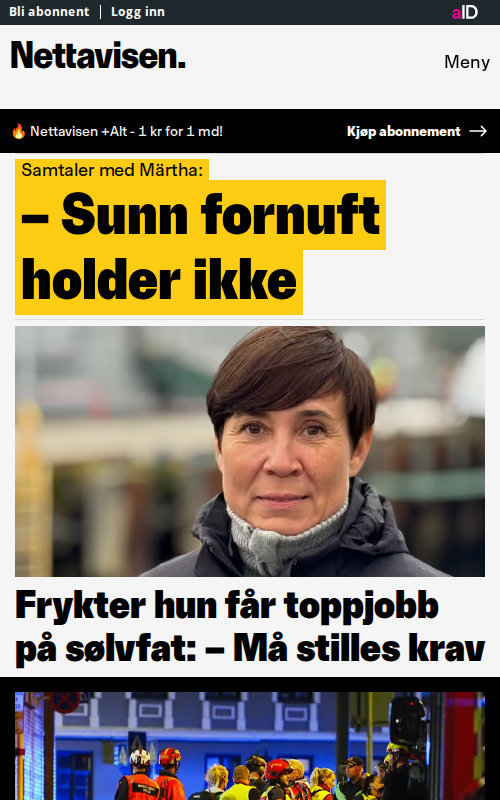 Bli abonnent | Logg inn
aID
Nettavisen.
Meny
🔥 Nettavisen +Alt - 1 kr for 1 md!
Kjøp abonnement →
Samtaler med Märtha:
– Sunn fornuft
holder ikke
Frykter hun får toppjobb
på sølvfat: – Må stilles krav